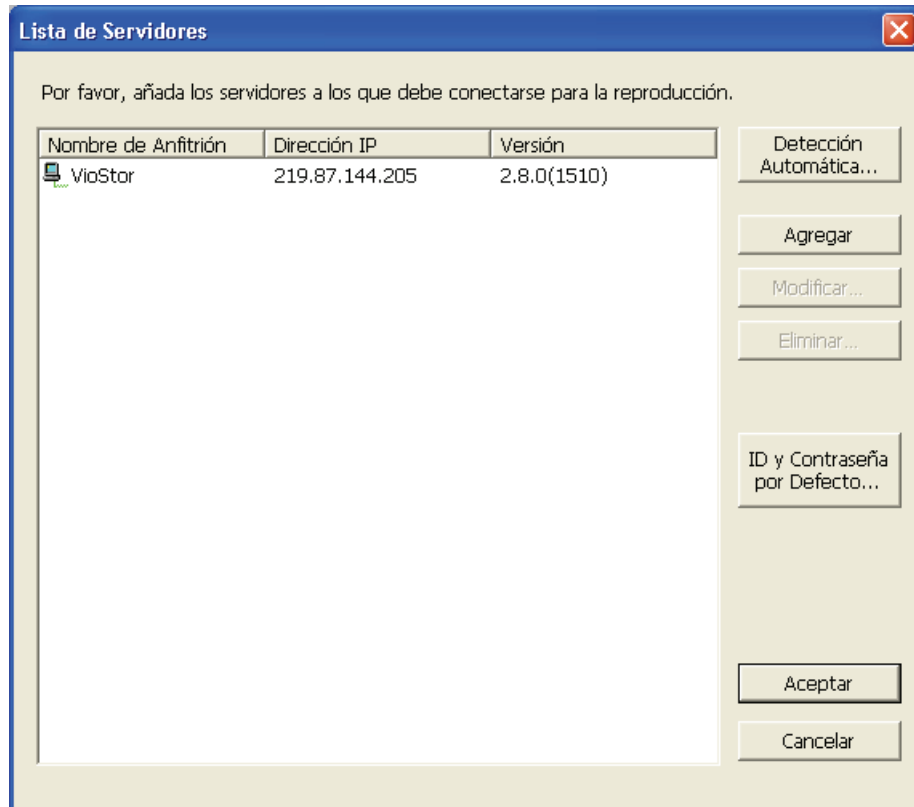 Lista de Servidores
Por favor, añada los servidores a los que debe conectarse para la reproducción.
Nombre de Anfitrión Dirección IP Versión
VioStor 219.87.144.205 2.8.0(1510)
Detección
Automática...
Agregar
Modificar...
Eliminar...
ID y Contraseña
por Defecto...
Aceptar
Cancelar